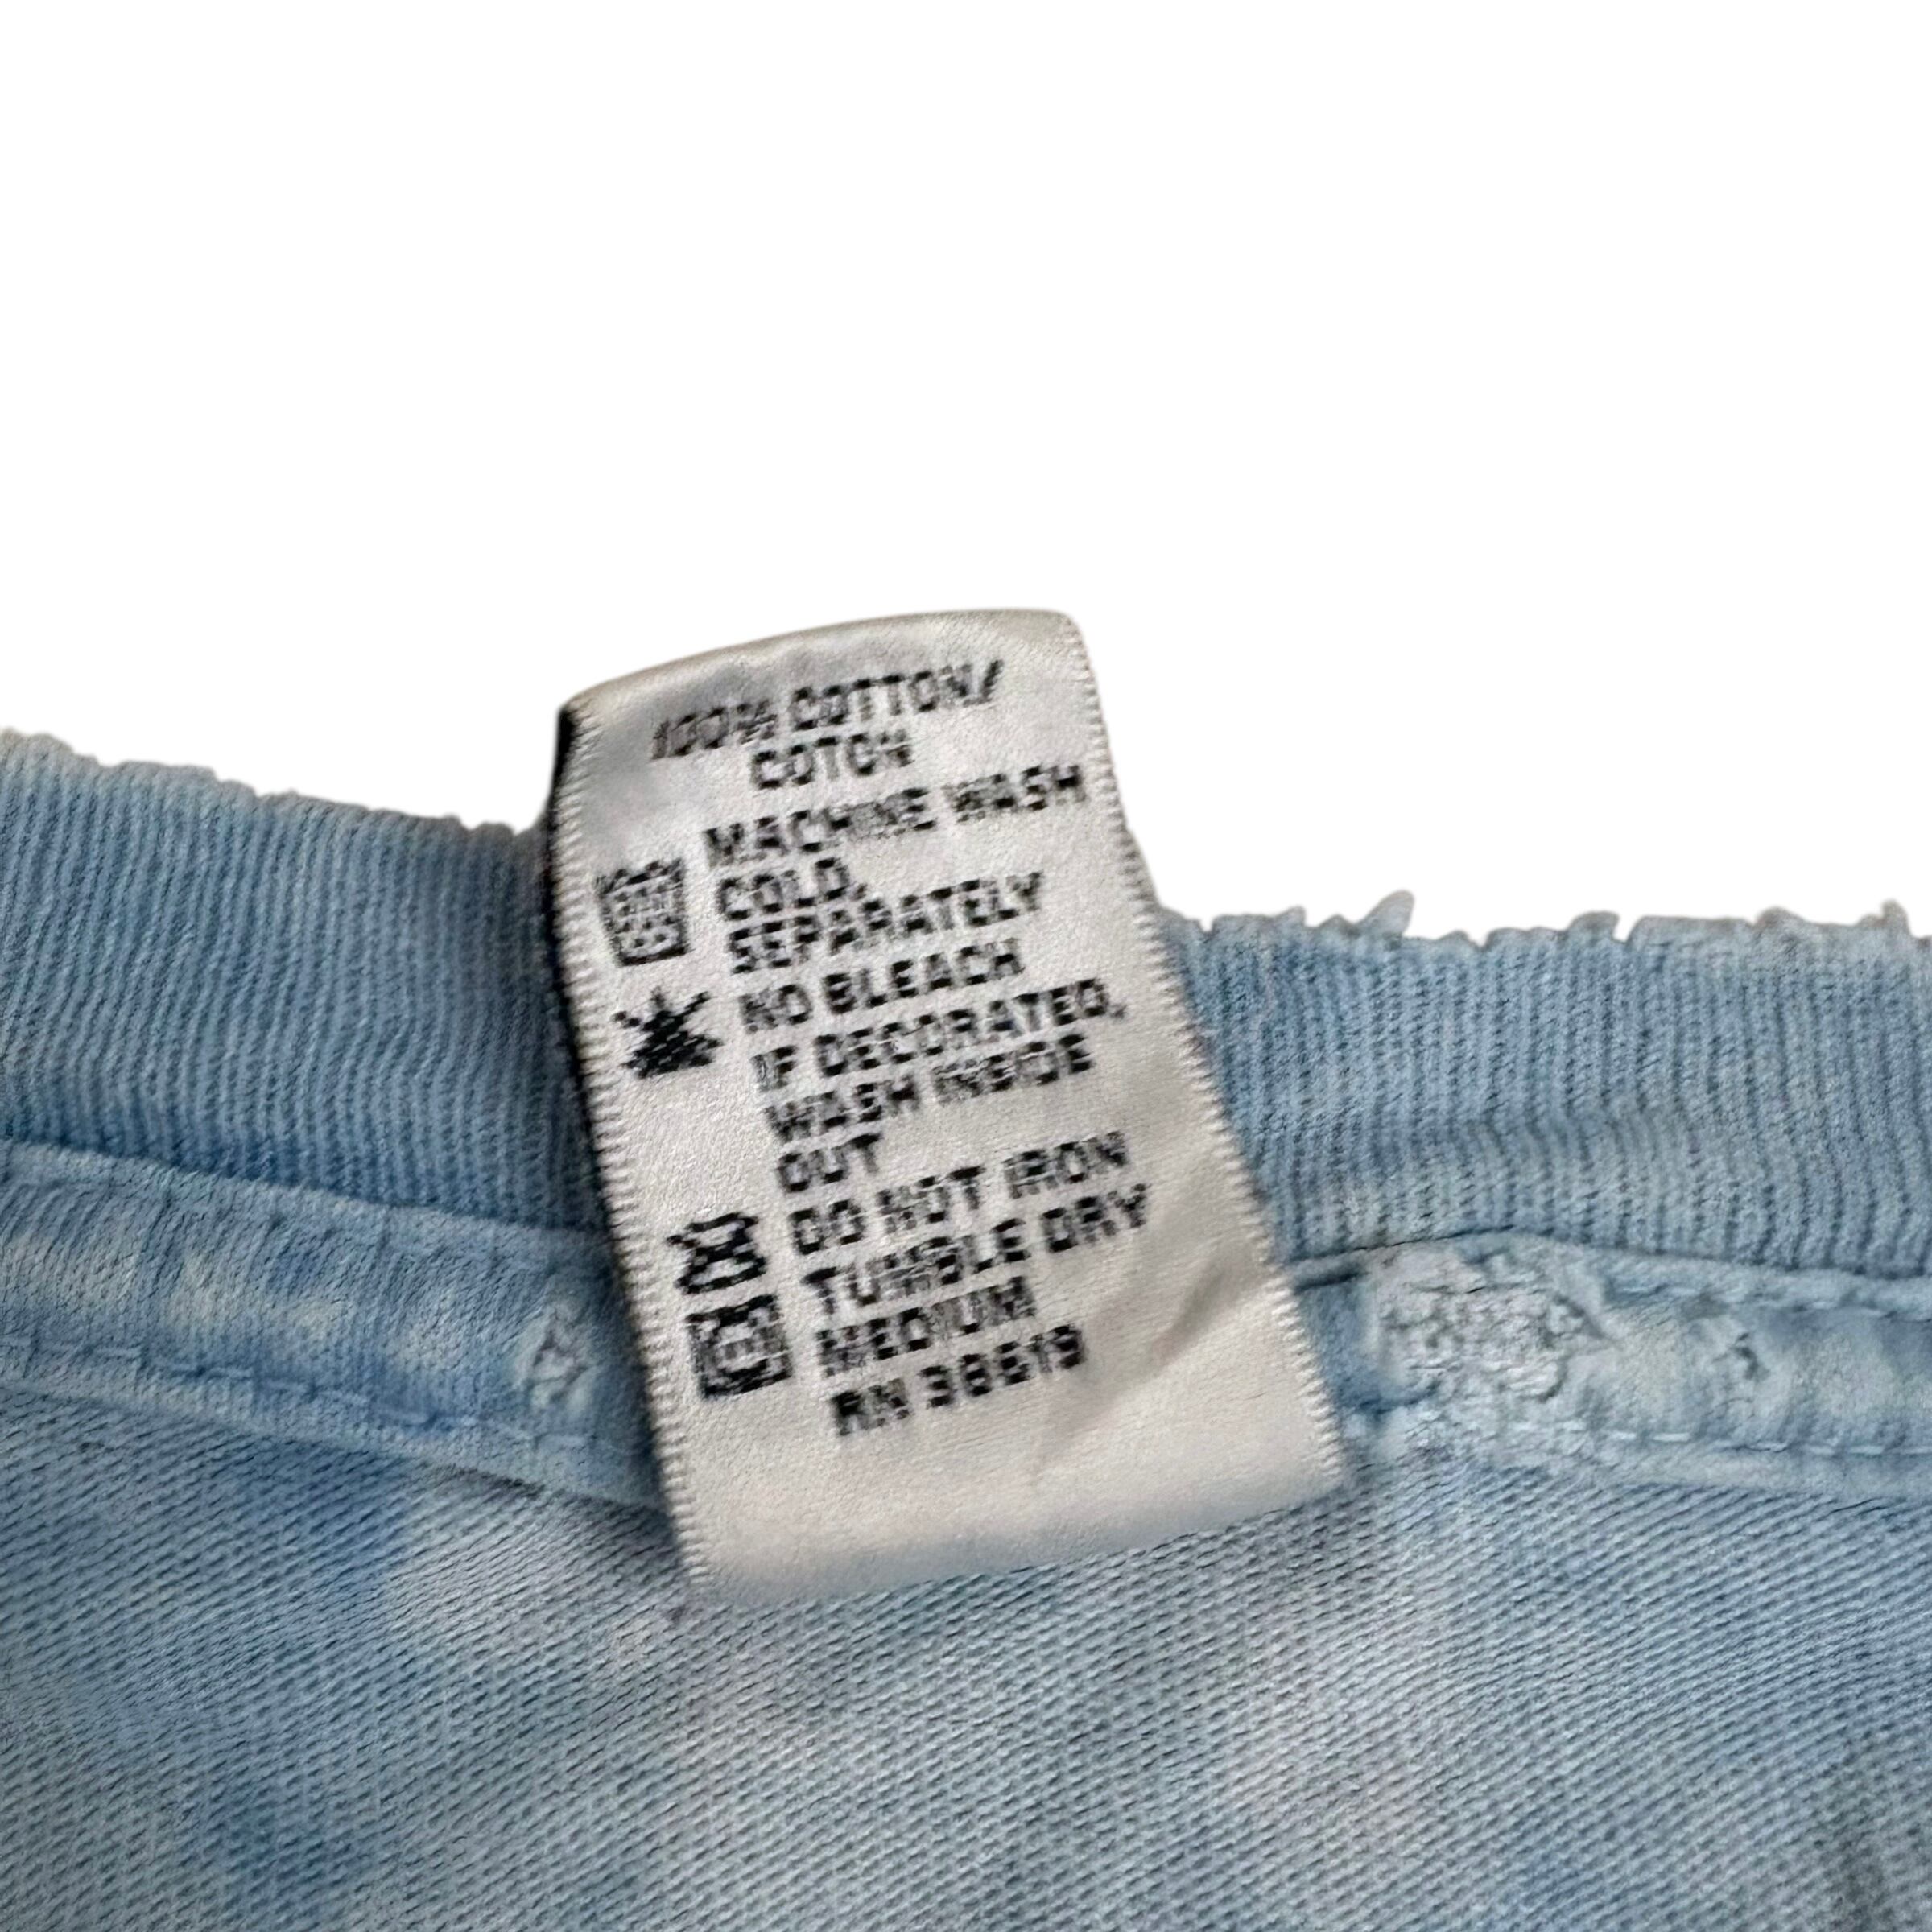 100% COTTON/
COTON
MACHINE WASH
COLD,
SEPARATELY
NO BLEACH
IF DECORATED,
WASH INSIDE
OUT
DO NOT IRON
TUMBLE DRY
MEDIUM
RN